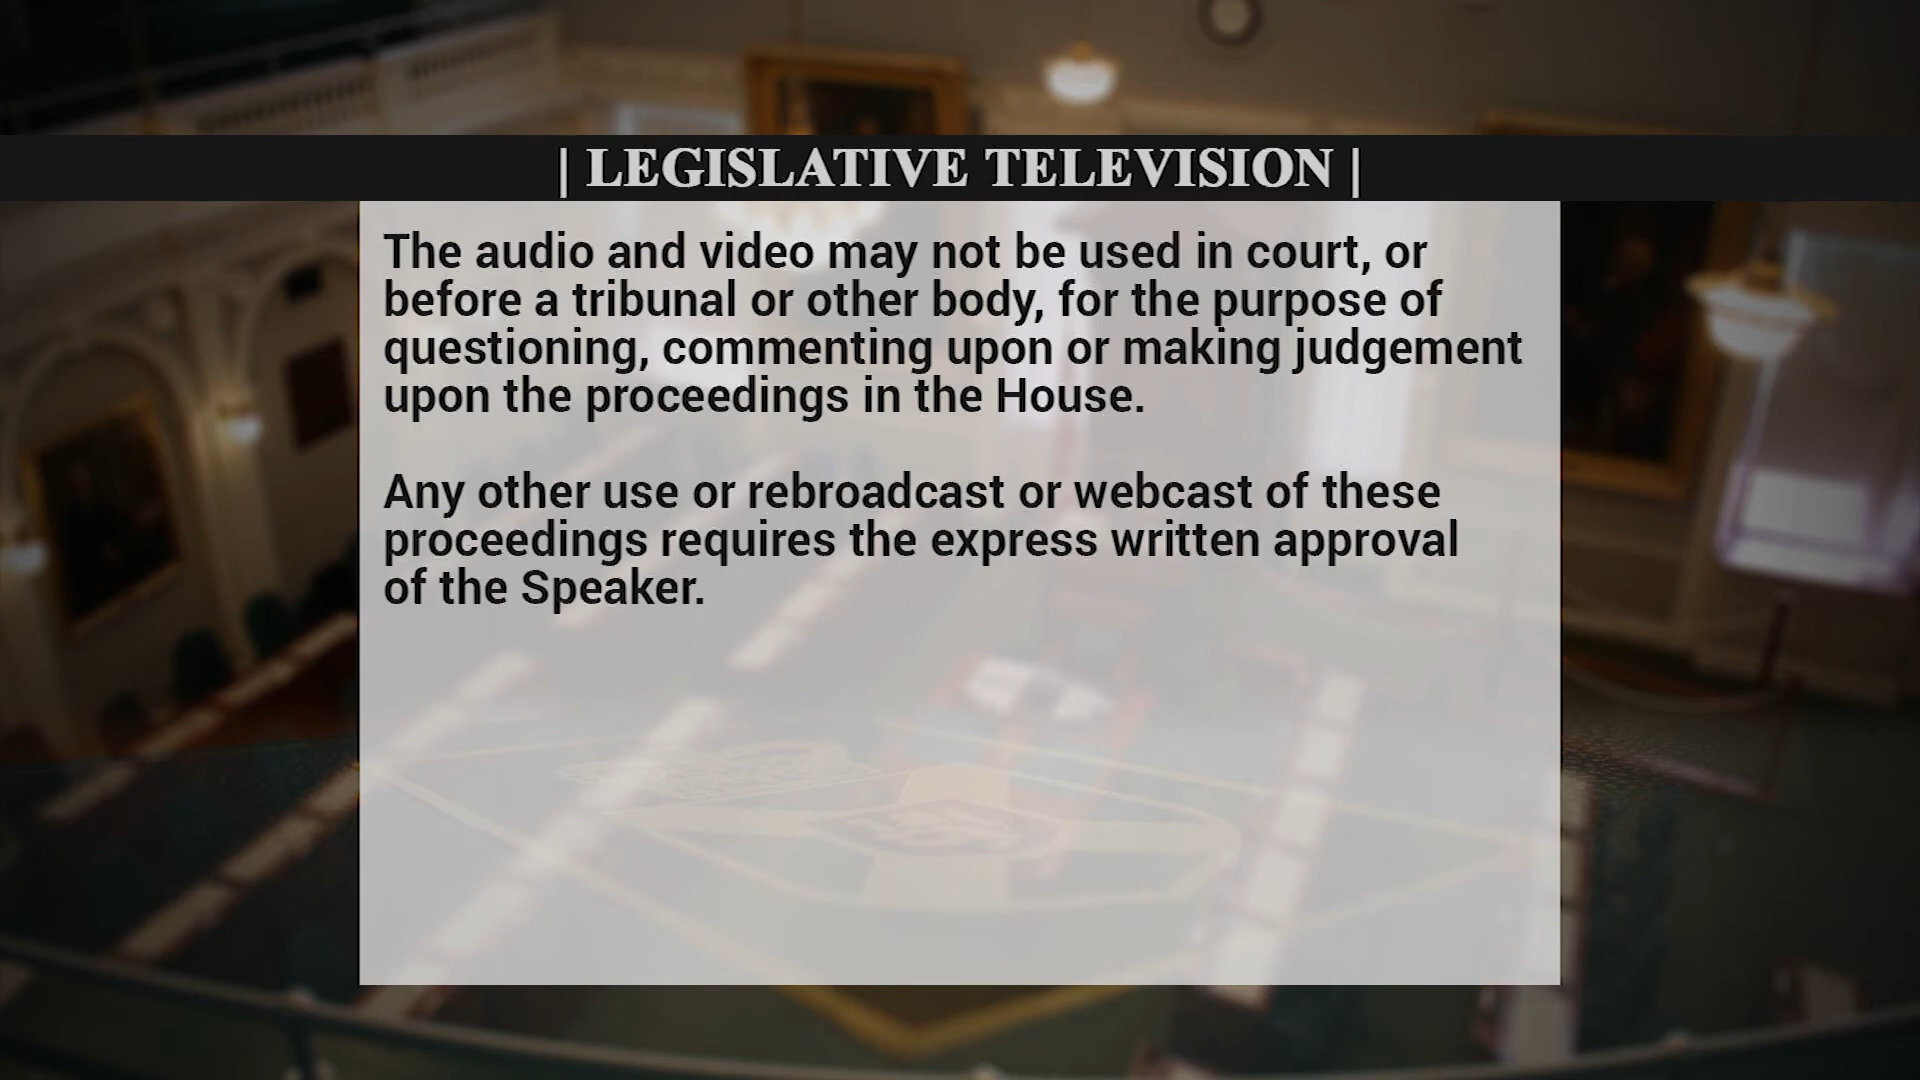 | LEGISLATIVE TELEVISION |
The audio and video may not be used in court, or
before a tribunal or other body, for the purpose of
questioning, commenting upon or making judgement
upon the proceedings in the House.
Any other use or rebroadcast or webcast of these
proceedings requires the express written approval
of the Speaker.